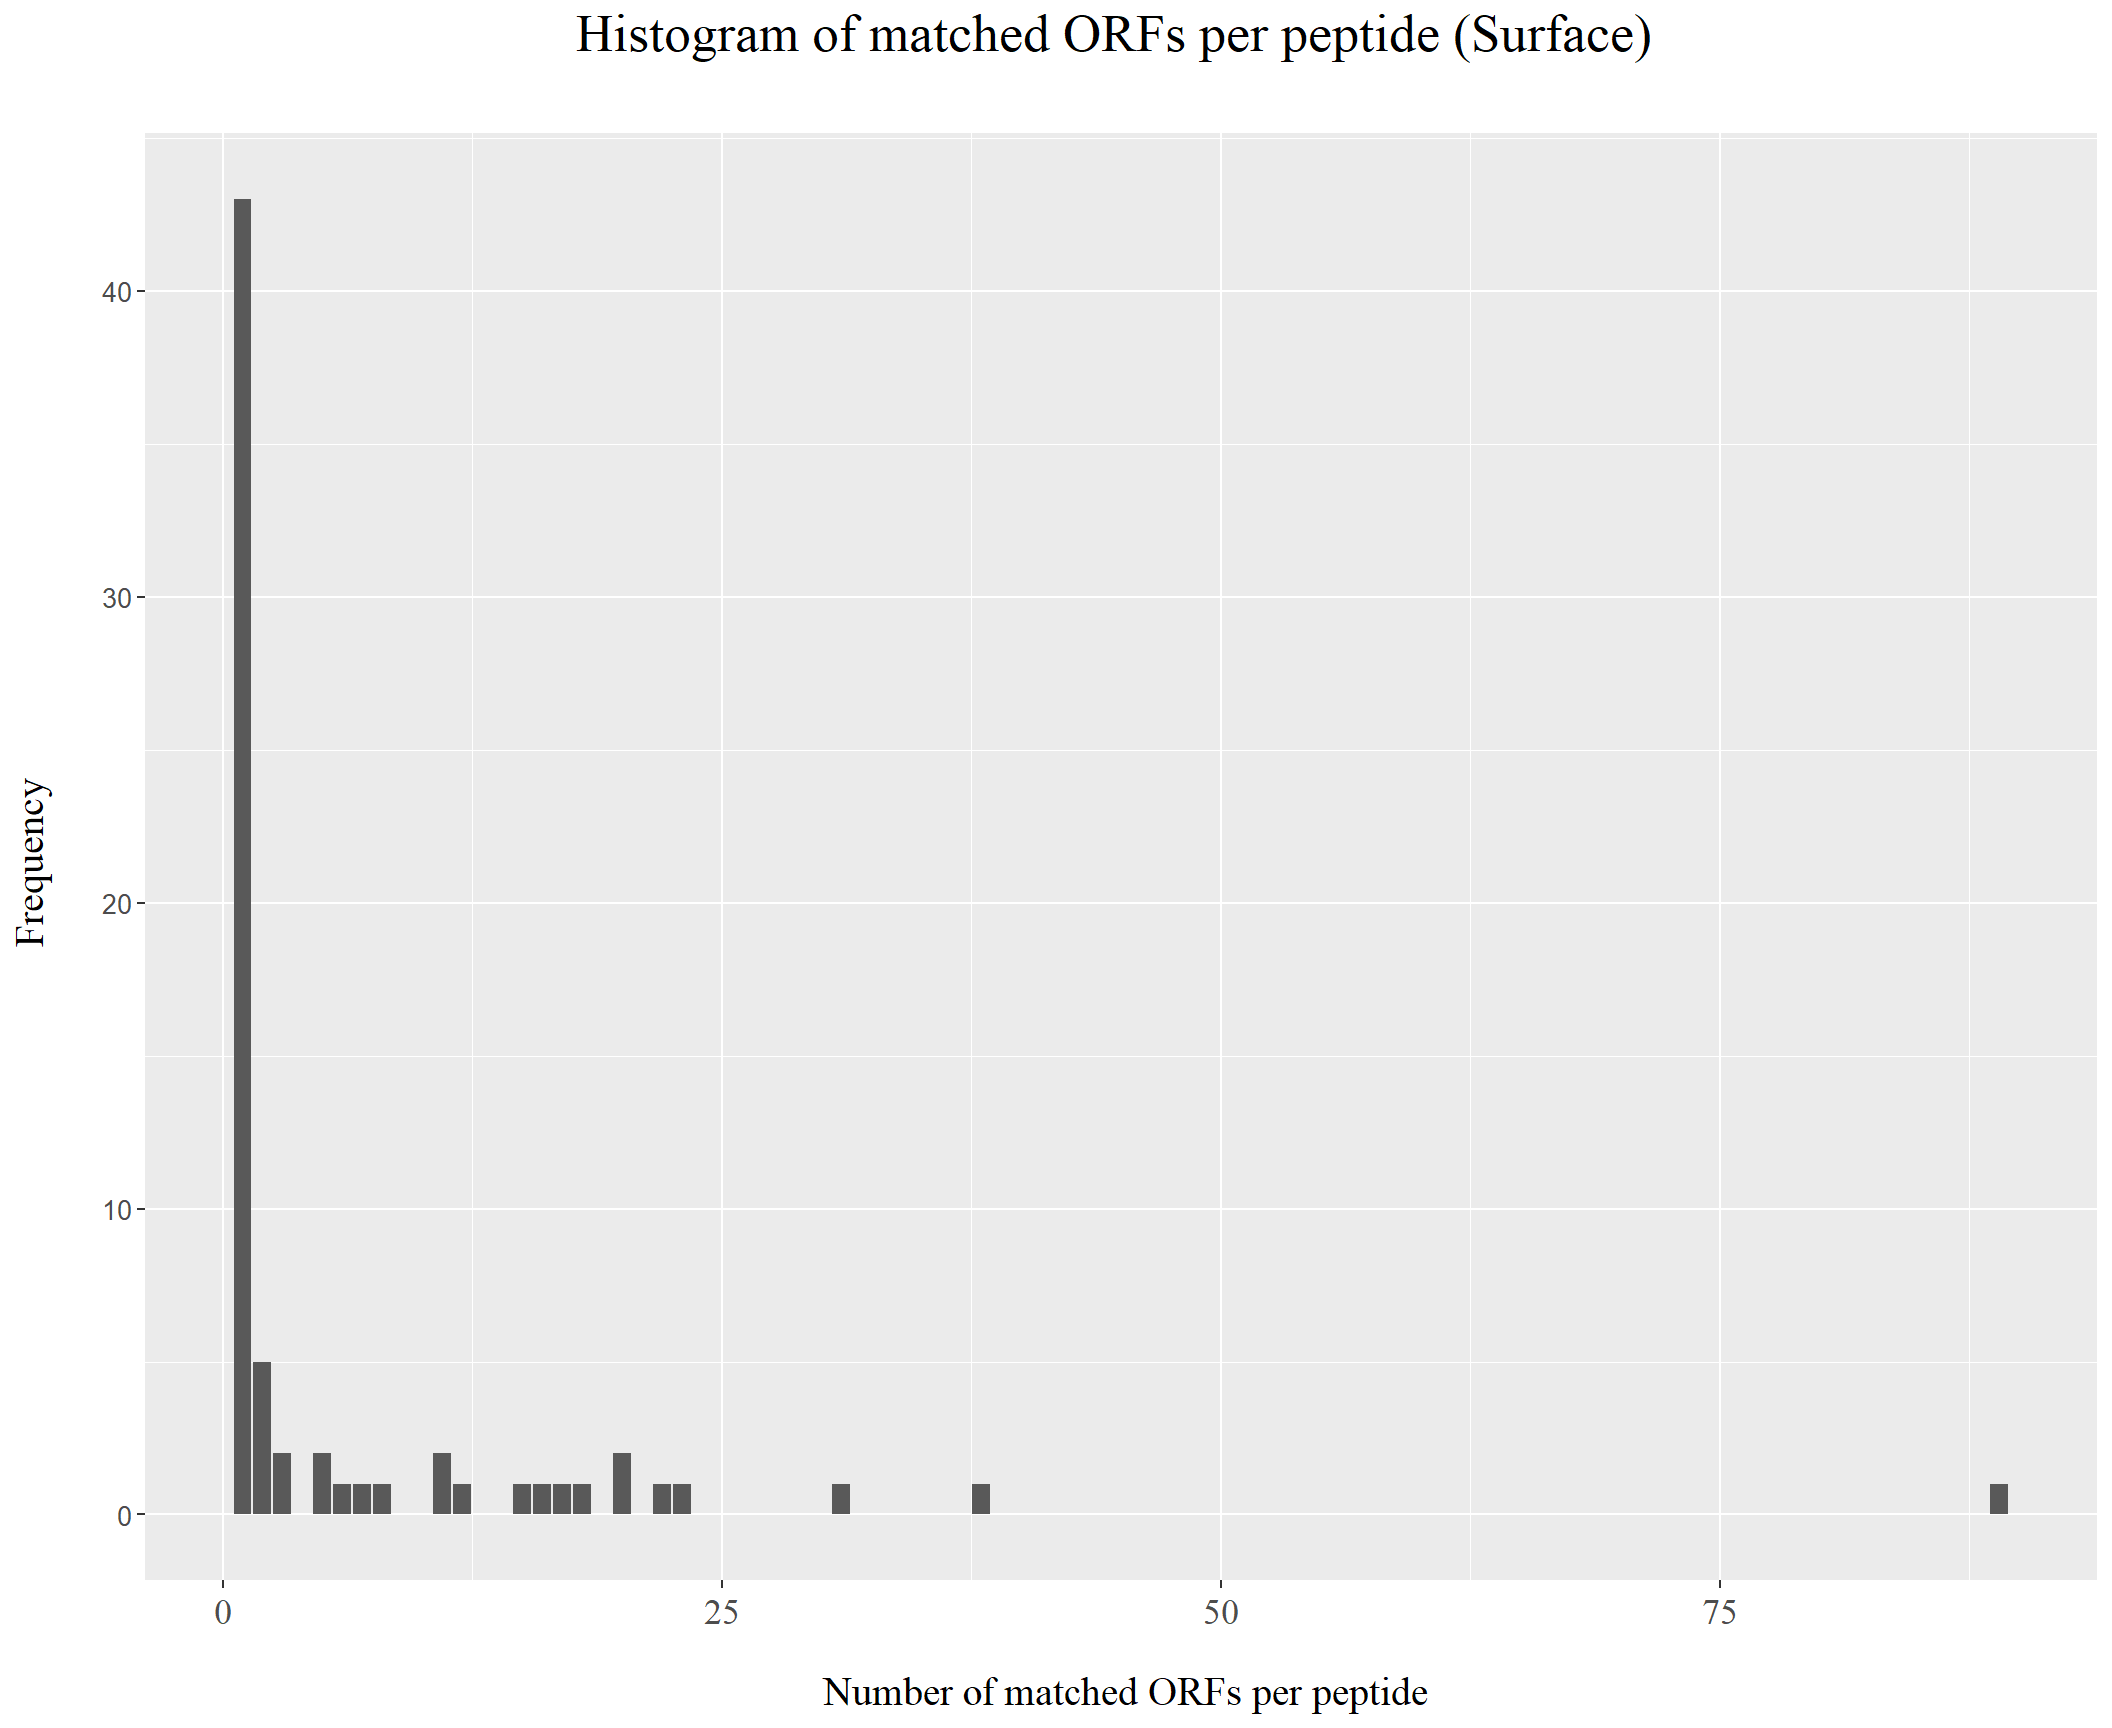 Histogram of matched ORFs per peptide (Surface)
Frequency
40
30
20
10
0
0 25 50 75
Number of matched ORFs per peptide